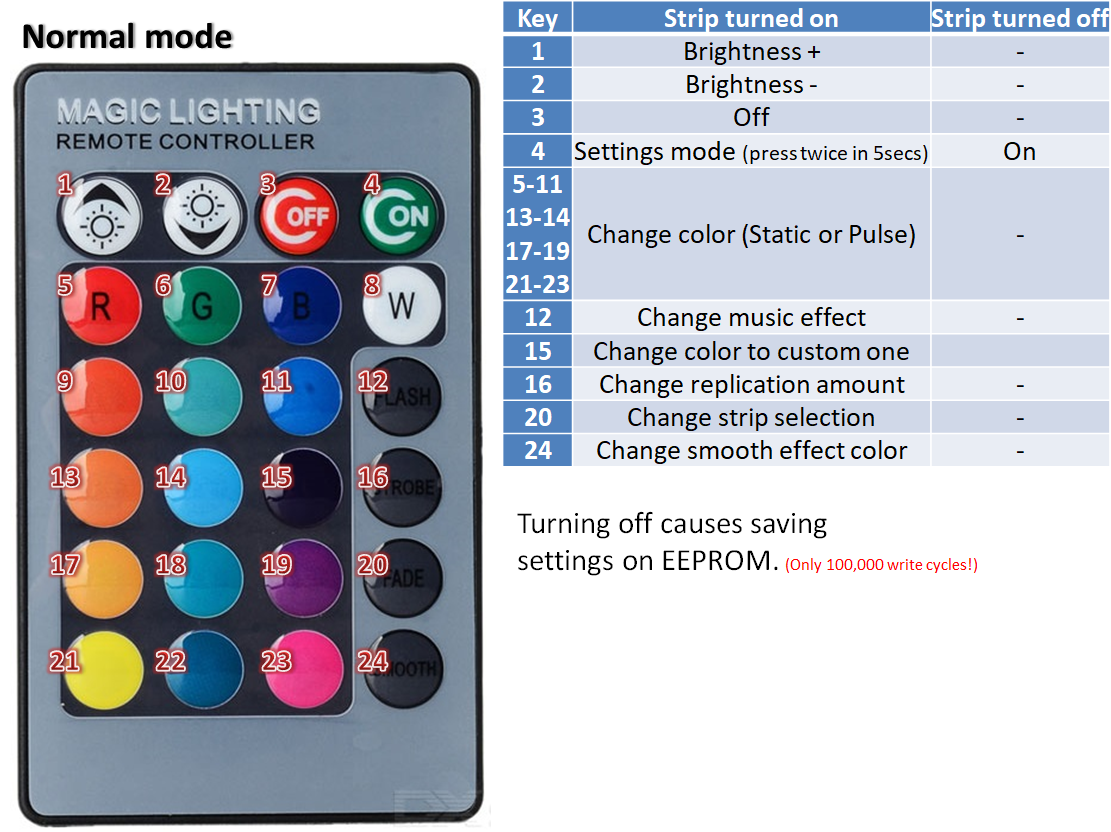 Normal mode
MAGIC LIGHTING
REMOTE CONTROLLER
1 2 3 OFF 4 ON
5 R 6 G 7 B 8 W
9 10 11 12 FLASH
13 14 15 16 STROBE
17 18 19 20 FADE
21 22 23 24 SMOOTH
Key Strip turned on Strip turned off
1 Brightness + -
2 Brightness - -
3 Off -
4 Settings mode (press twice in 5secs) On
5-11
13-14
17-19
21-23
Change color (Static or Pulse) -
12 Change music effect -
15 Change color to custom one
16 Change replication amount -
20 Change strip selection -
24 Change smooth effect color -
Turning off causes saving
settings on EEPROM. (Only 100,000 write cycles!)